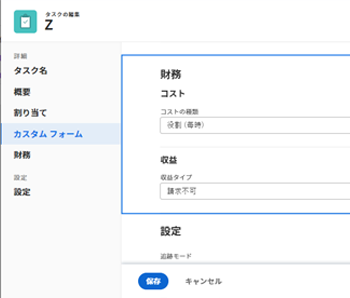 タスクの編集
Z
詳細
タスク名
概要
割り当て
カスタム フォーム
財務
設定
設定
財務
コスト
コストの種類
役割 (毎時)
収益
収益タイプ
請求不可
設定
追跡モード
保存
キャンセル